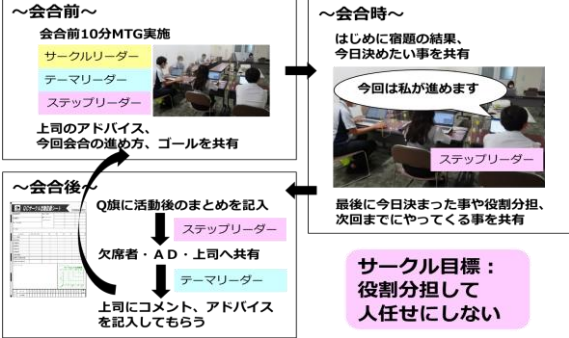 ～会合前～
会合前10分MTG実施
サークルリーダー
テーマリーダー
ステップリーダー
上司のアドバイス、
今回会合の進め方、ゴールを共有
～会合時～
はじめに宿題の結果、
今日決めたい事を共有
今回は私が進めます
ステップリーダー
最後に今日決まった事や役割分担、
次回までにやってくる事を共有
～会合後～
Q旗に活動後のまとめを記入
ステップリーダー
欠席者・AD・上司へ共有
テーマリーダー
上司にコメント、アドバイス
を記入してもらう
サークル目標：
役割分担して
人任せにしない